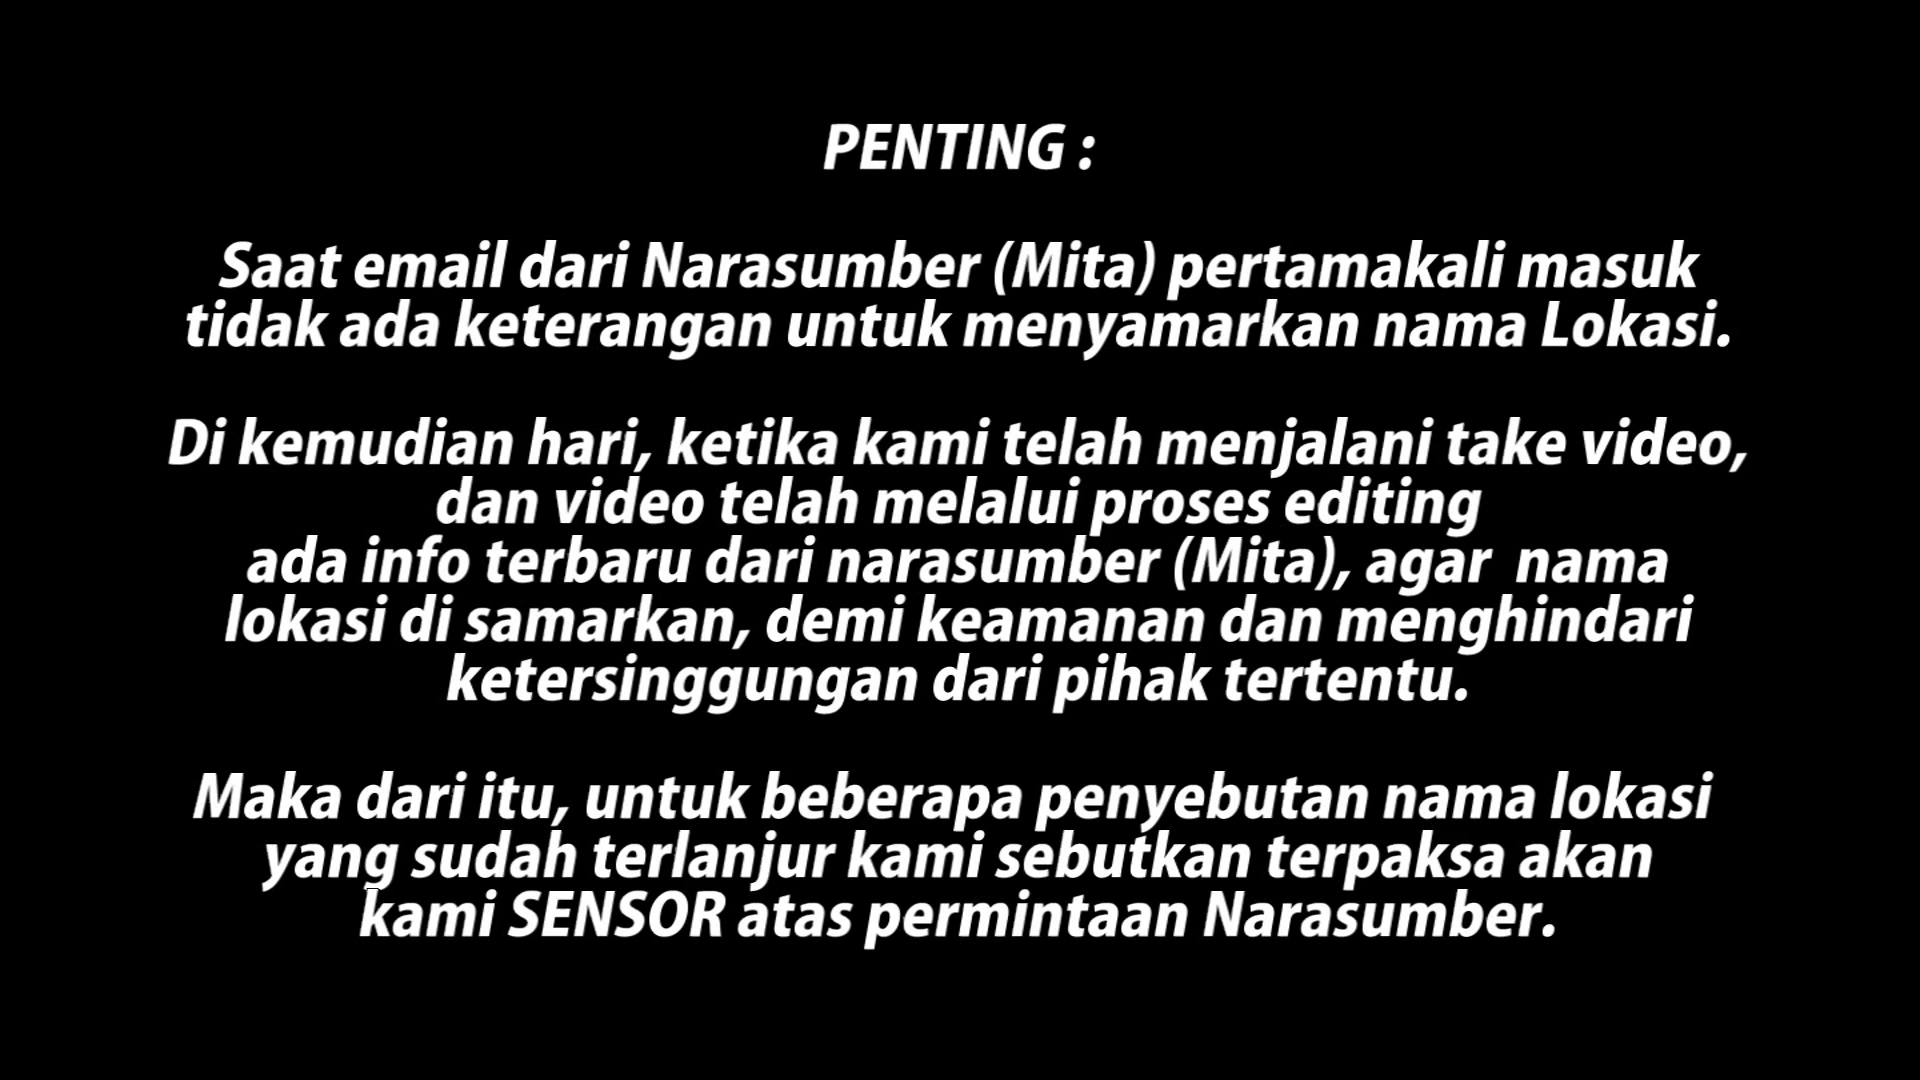 PENTING :
Saat email dari Narasumber (Mita) pertamakali masuk
tidak ada keterangan untuk menyamarkan nama Lokasi.
Di kemudian hari, ketika kami telah menjalani take video,
dan video telah melalui proses editing
ada info terbaru dari narasumber (Mita), agar  nama
lokasi di samarkan, demi keamanan dan menghindari
ketersinggungan dari pihak tertentu.
Maka dari itu, untuk beberapa penyebutan nama lokasi
yang sudah terlanjur kami sebutkan terpaksa akan
kami SENSOR atas permintaan Narasumber.